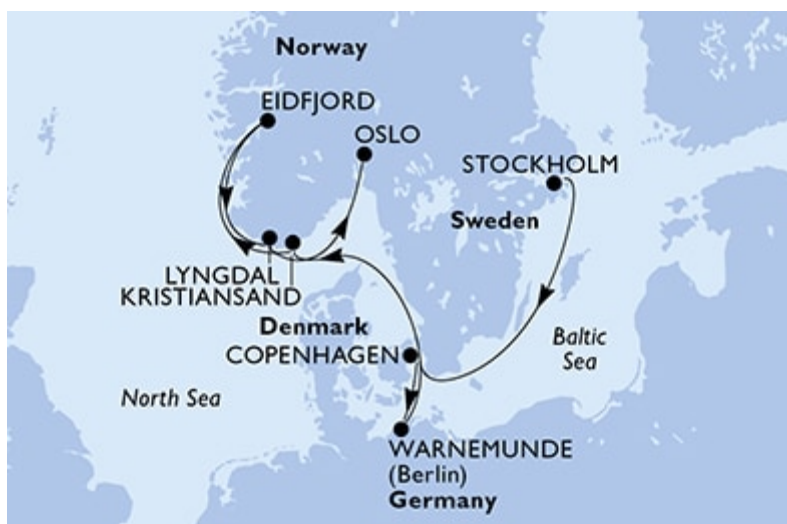 Norway
EIDFJORD
OSLO
STOCKHOLM
Sweden
LYNGDAL
KRISTIANSAND
Denmark
COPENHAGEN
Baltic
Sea
North Sea
WARNEMUNDE
(Berlin)
Germany